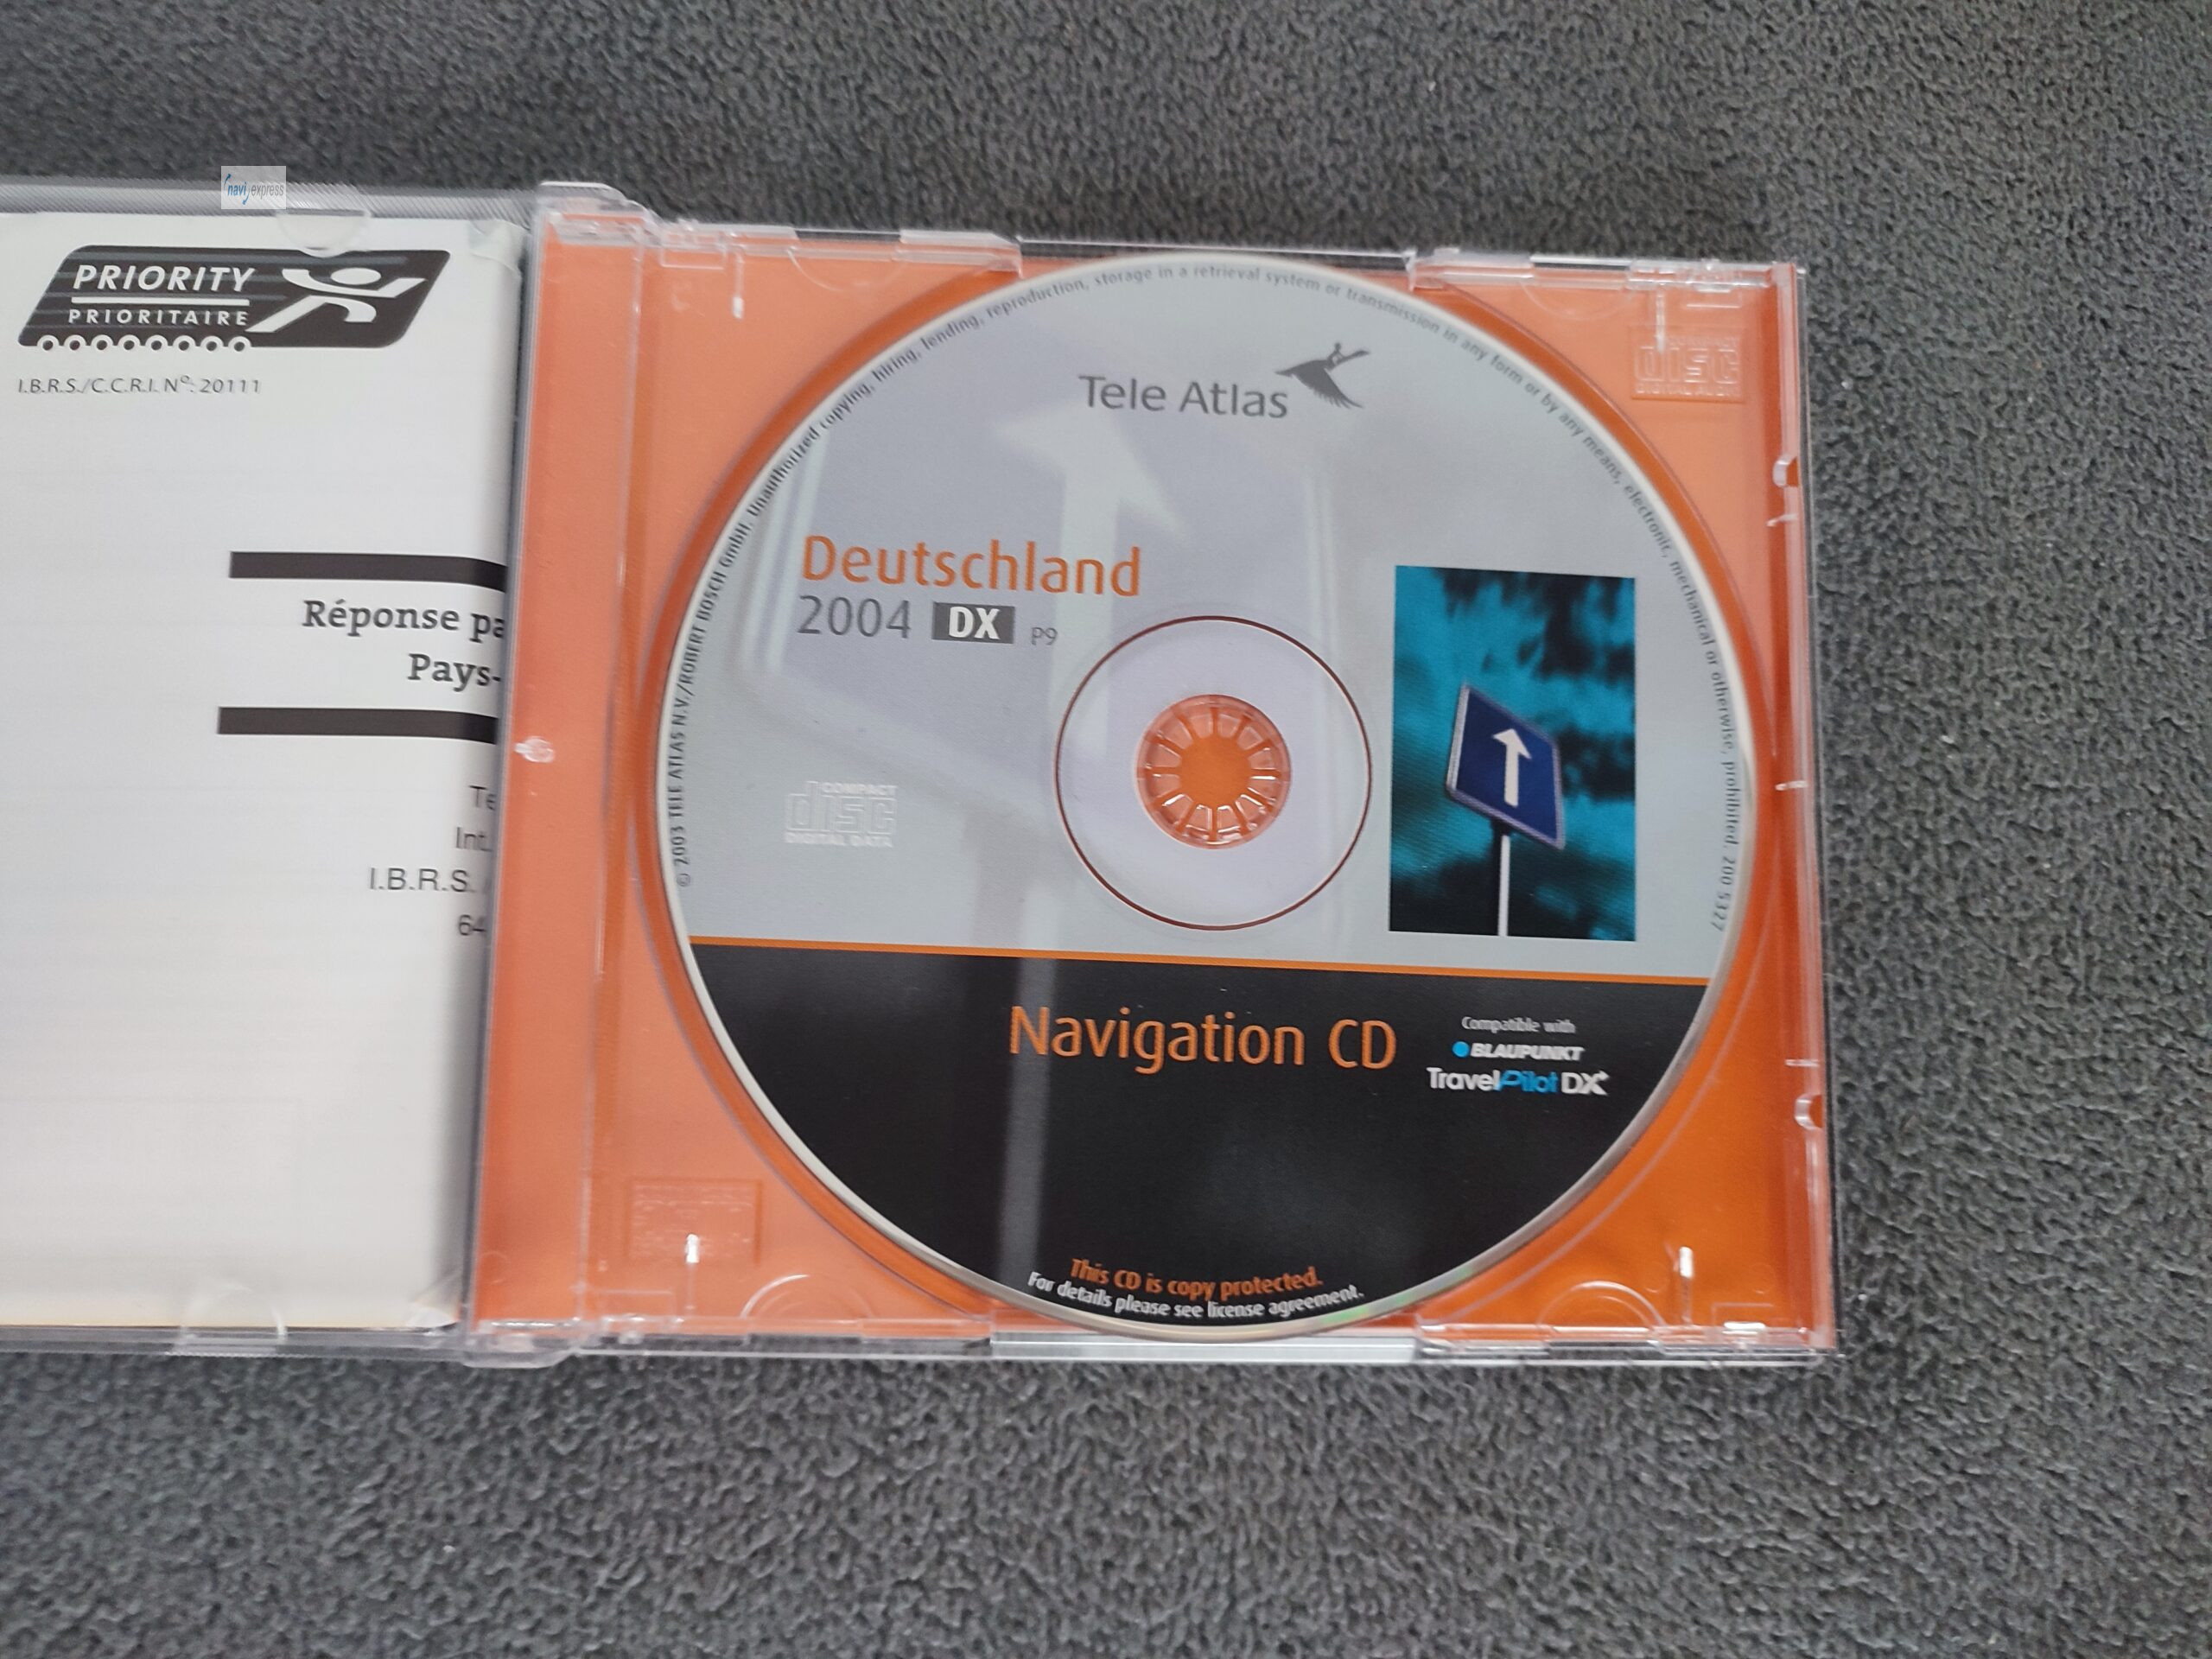 navi express
PRIORITY
PRIORITAIRE
I.B.R.S./C.C.R.I. Nº: 20111
Réponse pa
Pays-
Te
Int.
I.B.R.S.
64
© 2003 TELE ATLAS N.V./ROBERT BOSCH GmbH. Unauthorized copying, hiring, lending, reproduction, storage in a retrieval system or transmission in any form or by any means, electronic, mechanical or otherwise, prohibited. 200 5327
Tele Atlas
Deutschland
2004 DX P9
COMPACT
disc
DIGITAL DATA
Navigation CD
Compatible with
BLAUPUNKT
TravelPilot DX+
This CD is copy protected.
For details please see license agreement.
COMPACT
disc